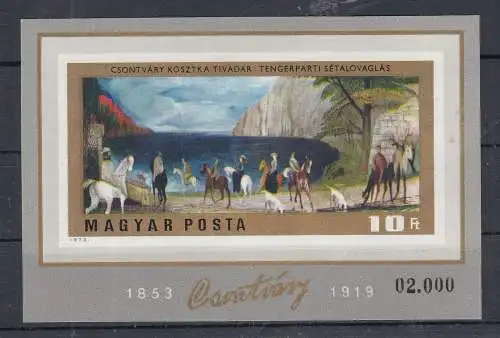 CSONTVÁRY KOSZTKA TIVADAR: TENGERPARTI SÉTALOVAGLÁS
MAGYAR POSTA 10 Ft
1973
1853 Csontváry 1919 02.000